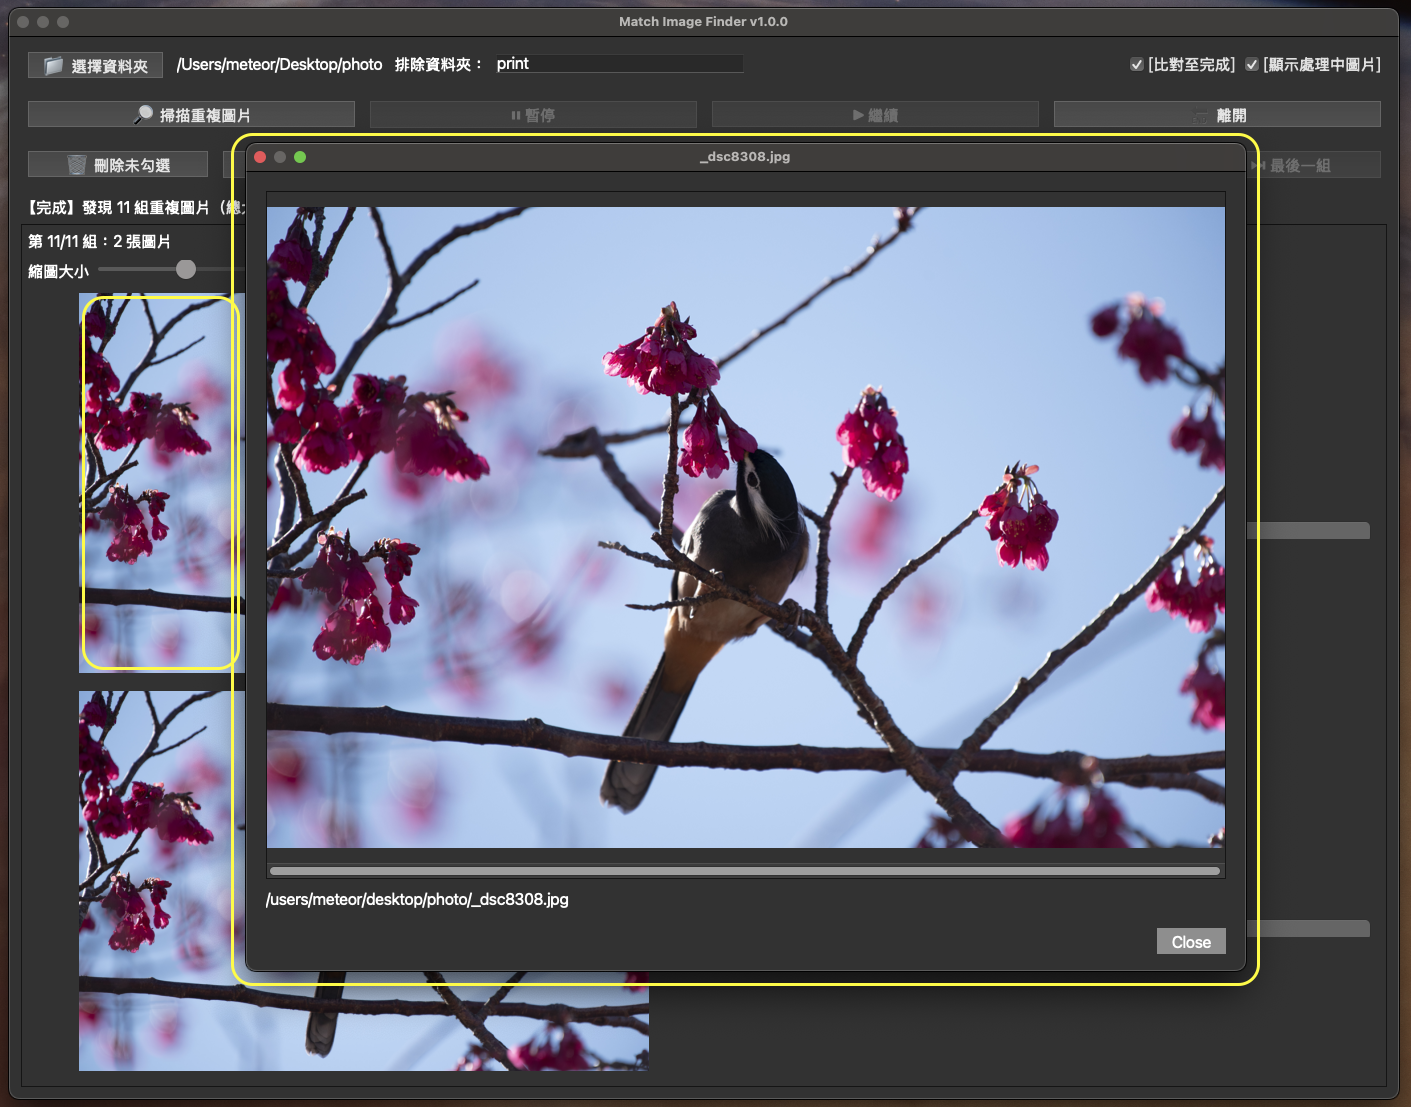 Match Image Finder v1.0.0
選擇資料夾 /Users/meteor/Desktop/photo 排除資料夾： print [比對至完成] [顯示處理中圖片]
掃描重複圖片 暫停 繼續 離開
刪除未勾選 最後一組
_dsc8308.jpg
【完成】發現 11 組重複圖片（總
第 11/11 組：2 張圖片
縮圖大小
/users/meteor/desktop/photo/_dsc8308.jpg
Close